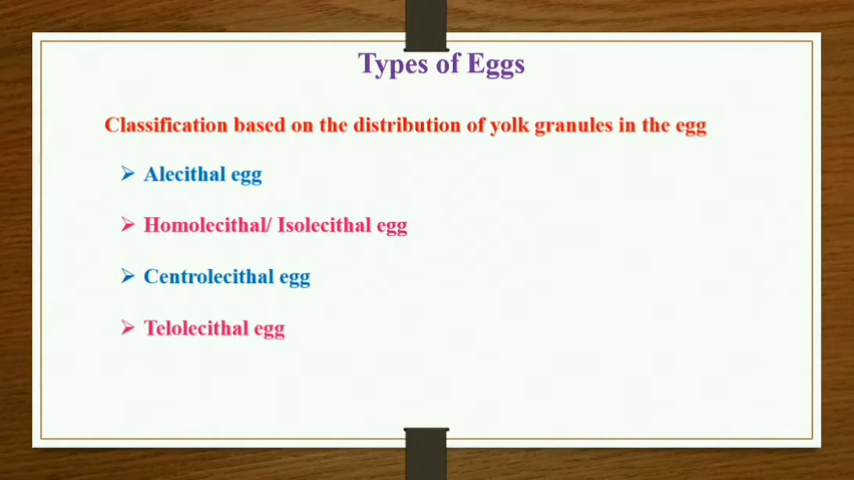 Types of Eggs
Classification based on the distribution of yolk granules in the egg
➢ Alecithal egg
➢ Homolecithal/ Isolecithal egg
➢ Centrolecithal egg
➢ Telolecithal egg